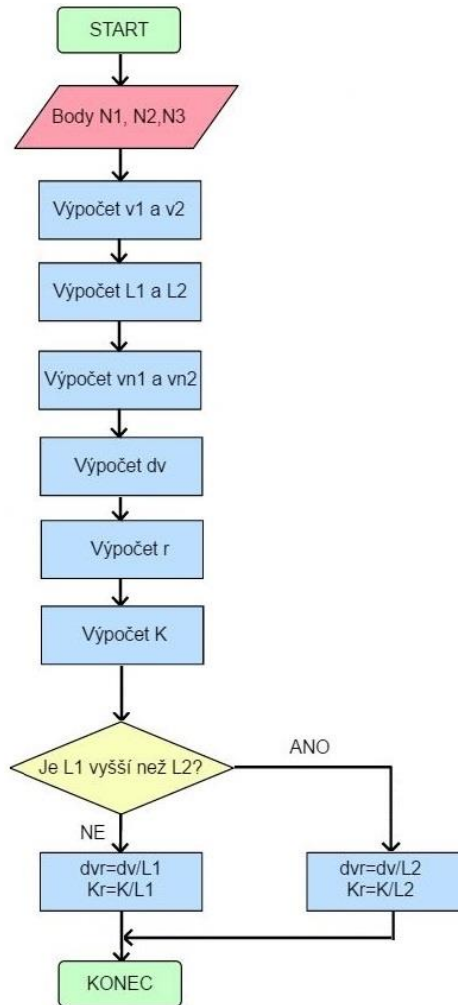 START
Body N1, N2,N3
Výpočet v1 a v2
Výpočet L1 a L2
Výpočet vn1 a vn2
Výpočet dv
Výpočet r
Výpočet K
Je L1 vyšší než L2?
ANO
NE
dvr=dv/L1
Kr=K/L1
dvr=dv/L2
Kr=K/L2
KONEC